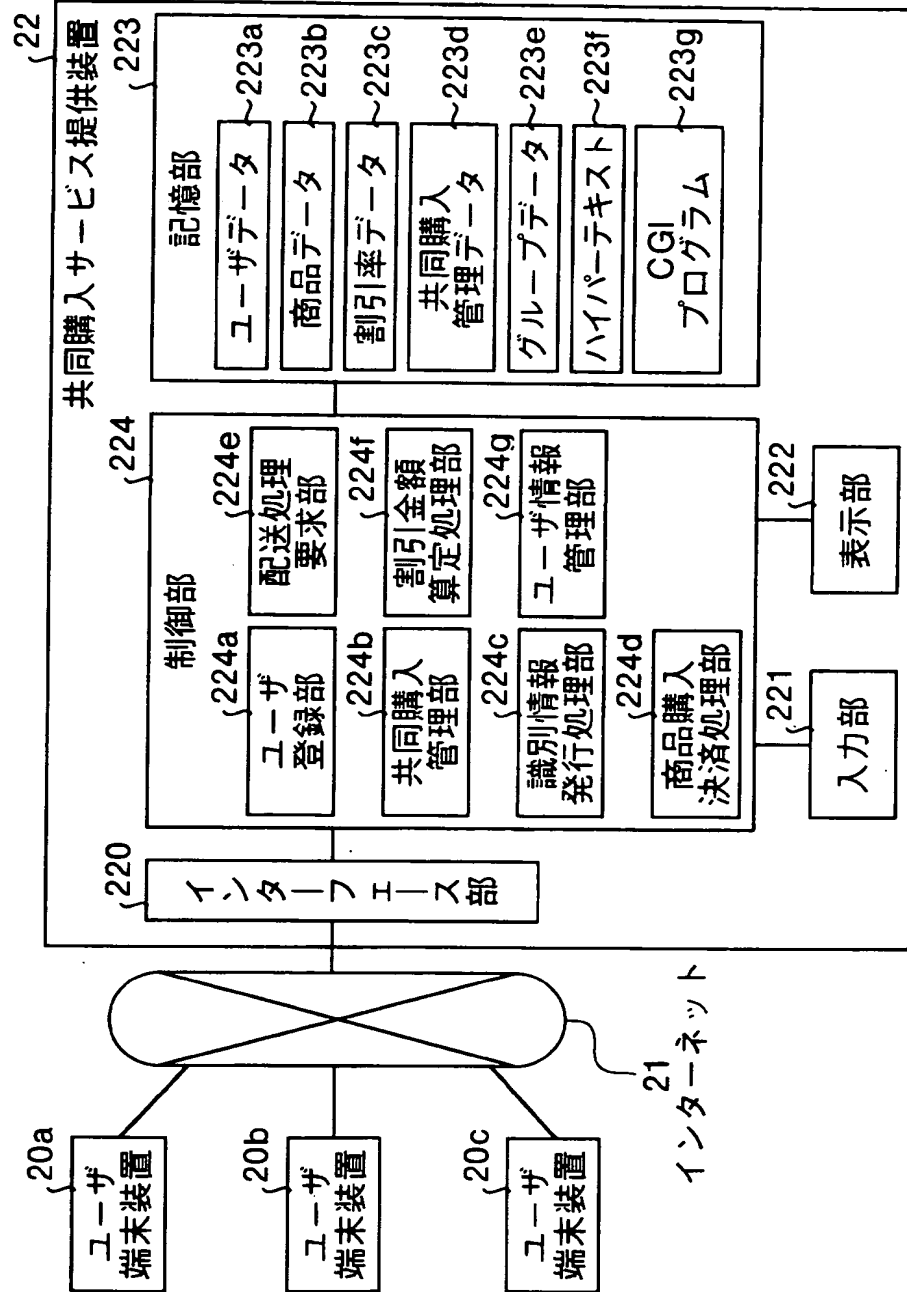 22
共同購入サービス提供装置
20a
ユーザ
端末装置
20b
ユーザ
端末装置
20c
ユーザ
端末装置
21
インターネット
220
インターフェース部
224
制御部
224a
ユーザ
登録部
224b
共同購入
管理部
224c
識別情報
発行処理部
224d
商品購入
決済処理部
224e
配送処理
要求部
224f
割引金額
算定処理部
224g
ユーザ情報
管理部
221
入力部
222
表示部
223
記憶部
ユーザデータ
223a
商品データ
223b
割引率データ
223c
共同購入
管理データ
223d
グループデータ
223e
ハイパーテキスト
223f
CGI
プログラム
223g